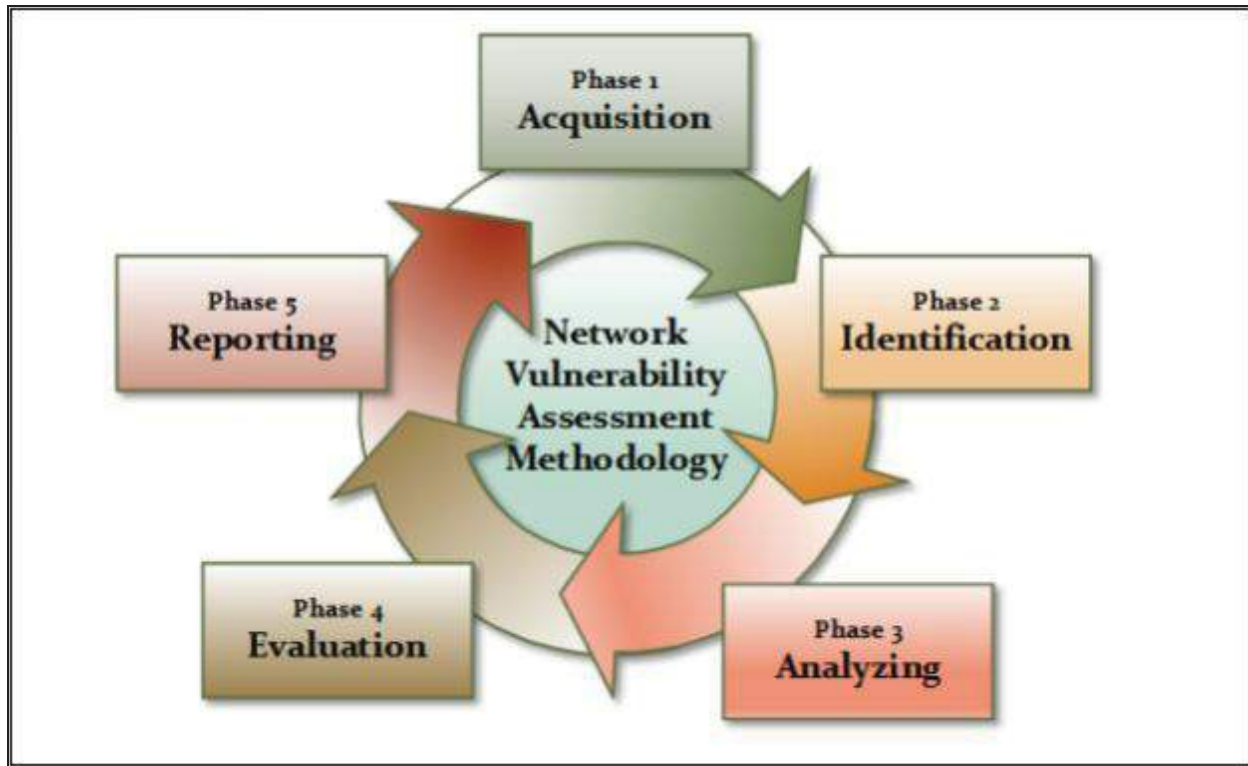 Phase 1
Acquisition
Phase 2
Identification
Phase 3
Analyzing
Phase 4
Evaluation
Phase 5
Reporting
Network
Vulnerability
Assessment
Methodology